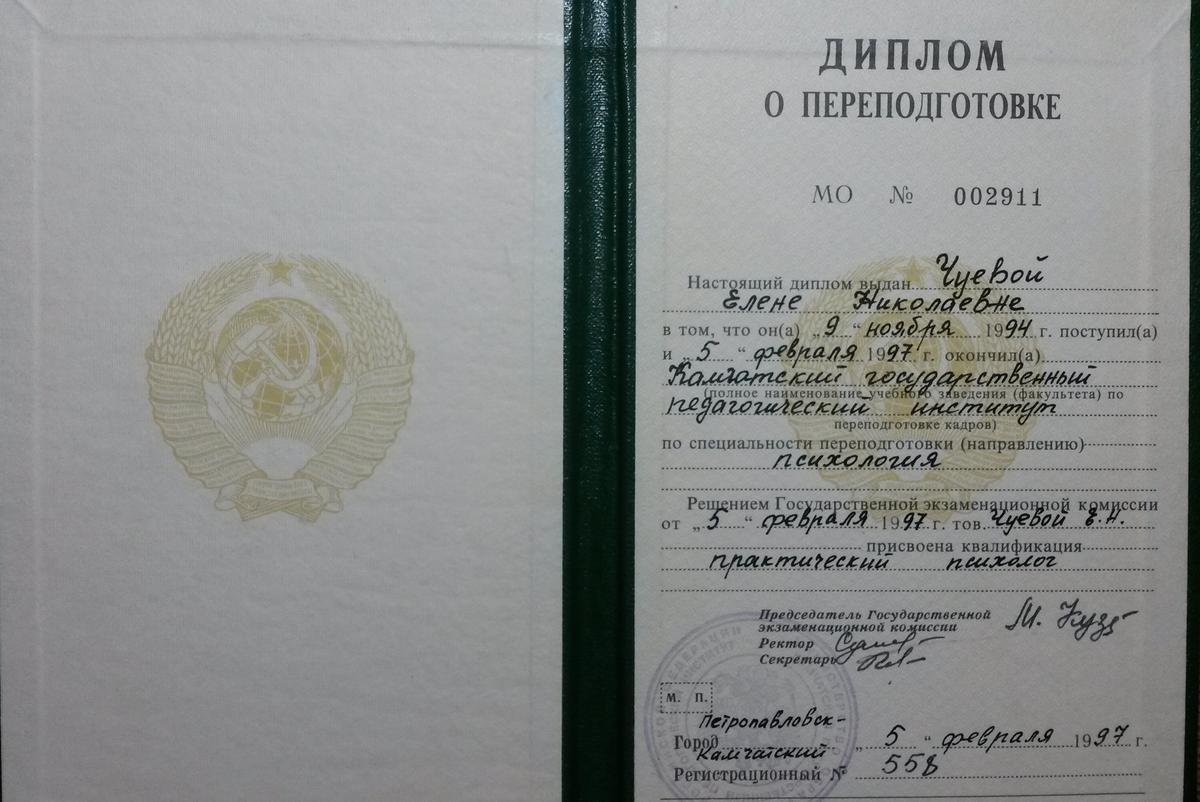 ДИПЛОМ
О ПЕРЕПОДГОТОВКЕ
МО № 002911
Настоящий диплом выдан Чуевой
Елене Николаевне
в том, что он(а) „9“ ноября 1994 г. поступил(а)
и „5“ февраля 1997 г. окончил(а)
Камчатский государственный
(полное наименование учебного заведения (факультета) по
педагогический институт
переподготовке кадров)
по специальности переподготовки (направлению)
психология
Решением Государственной экзаменационной комиссии
от „5“ февраля 1997 г. тов. Чуевой Е.Н.
присвоена квалификация
практический психолог
Председатель Государственной
экзаменационной комиссии
Ректор
Секретарь
М. П.
Петропавловск-
Город Камчатский „5“ февраля 1997 г.
Регистрационный № 558